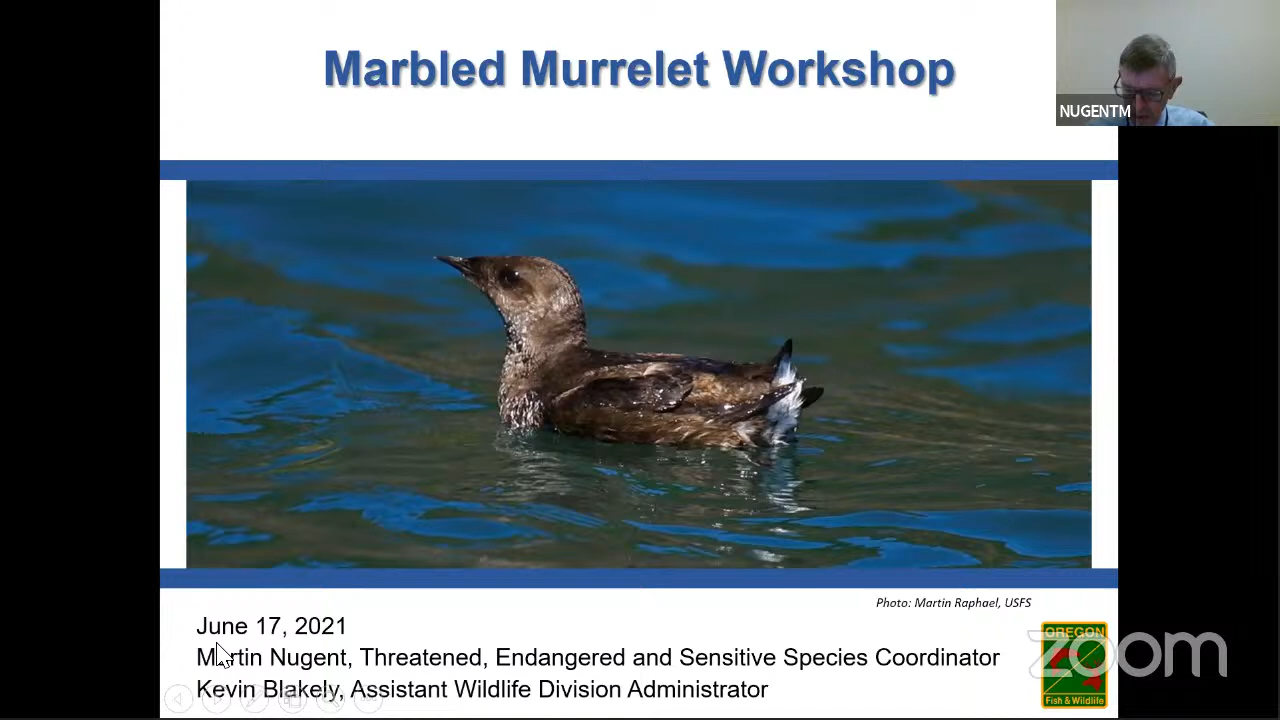 Marbled Murrelet Workshop
NUGENTM
Photo: Martin Raphael, USFS
June 17, 2021
Martin Nugent, Threatened, Endangered and Sensitive Species Coordinator
Kevin Blakely, Assistant Wildlife Division Administrator
OREGON
Fish & Wildlife
zoom